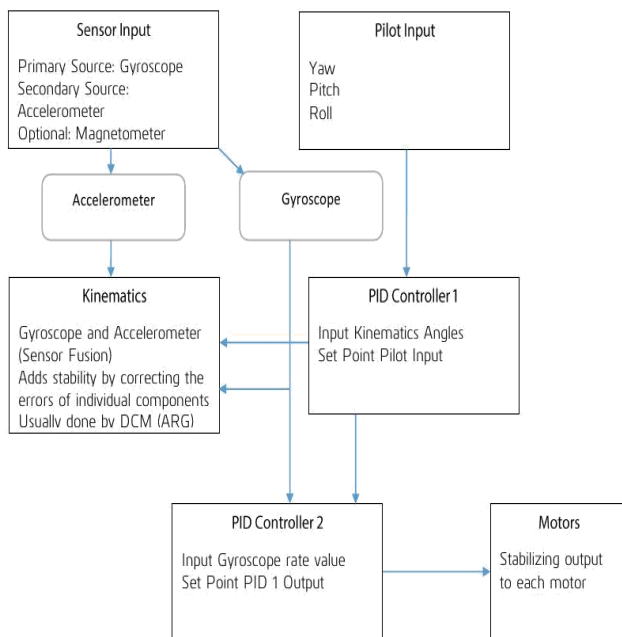 Sensor Input
Primary Source: Gyroscope
Secondary Source:
Accelerometer
Optional: Magnetometer
Pilot Input
Yaw
Pitch
Roll
Accelerometer
Gyroscope
Kinematics
Gyroscope and Accelerometer
(Sensor Fusion)
Adds stability by correcting the
errors of individual components
Usually done by DCM (ARG)
PID Controller 1
Input Kinematics Angles
Set Point Pilot Input
PID Controller 2
Input Gyroscope rate value
Set Point PID 1 Output
Motors
Stabilizing output
to each motor